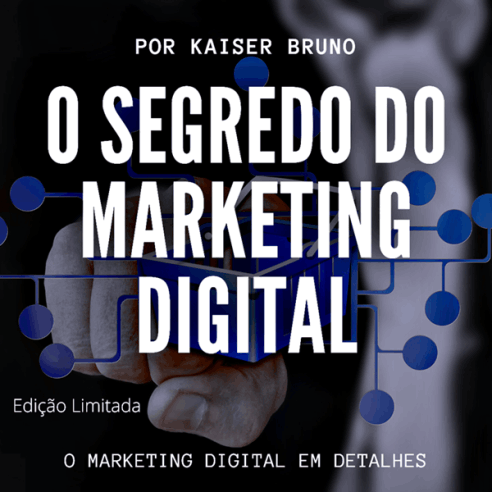 POR KAISER BRUNO
O SEGREDO DO
MARKETING
DIGITAL
Edição Limitada
O MARKETING DIGITAL EM DETALHES